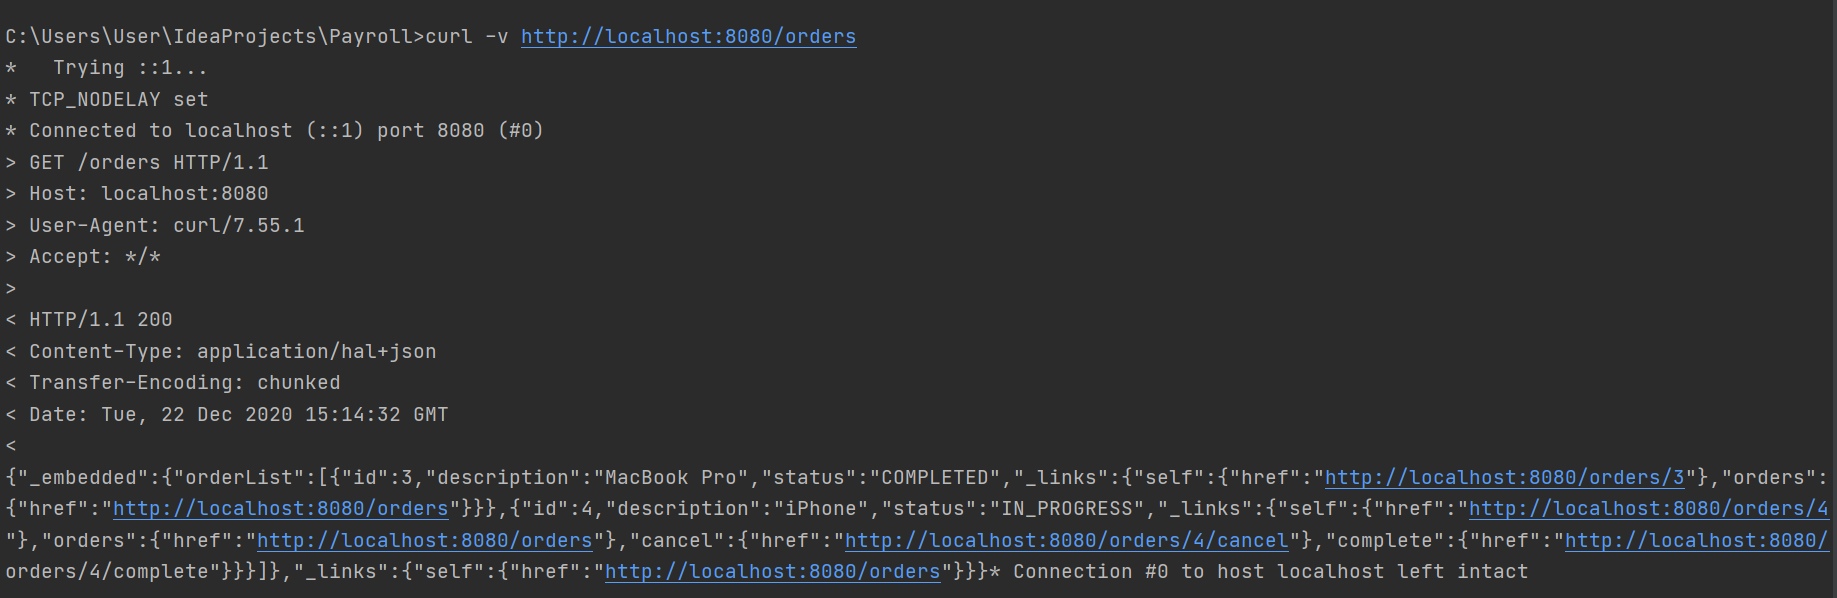 C:\Users\User\IdeaProjects\Payroll>curl -v http://localhost:8080/orders
*   Trying ::1...
* TCP_NODELAY set
* Connected to localhost (::1) port 8080 (#0)
> GET /orders HTTP/1.1
> Host: localhost:8080
> User-Agent: curl/7.55.1
> Accept: */*
>
< HTTP/1.1 200
< Content-Type: application/hal+json
< Transfer-Encoding: chunked
< Date: Tue, 22 Dec 2020 15:14:32 GMT
<
{"_embedded":{"orderList":[{"id":3,"description":"MacBook Pro","status":"COMPLETED","_links":{"self":{"href":"http://localhost:8080/orders/3"},"orders":
{"href":"http://localhost:8080/orders"}}},{"id":4,"description":"iPhone","status":"IN_PROGRESS","_links":{"self":{"href":"http://localhost:8080/orders/4
"},"orders":{"href":"http://localhost:8080/orders"},"cancel":{"href":"http://localhost:8080/orders/4/cancel"},"complete":{"href":"http://localhost:8080/
orders/4/complete"}}}]},"_links":{"self":{"href":"http://localhost:8080/orders"}}}* Connection #0 to host localhost left intact